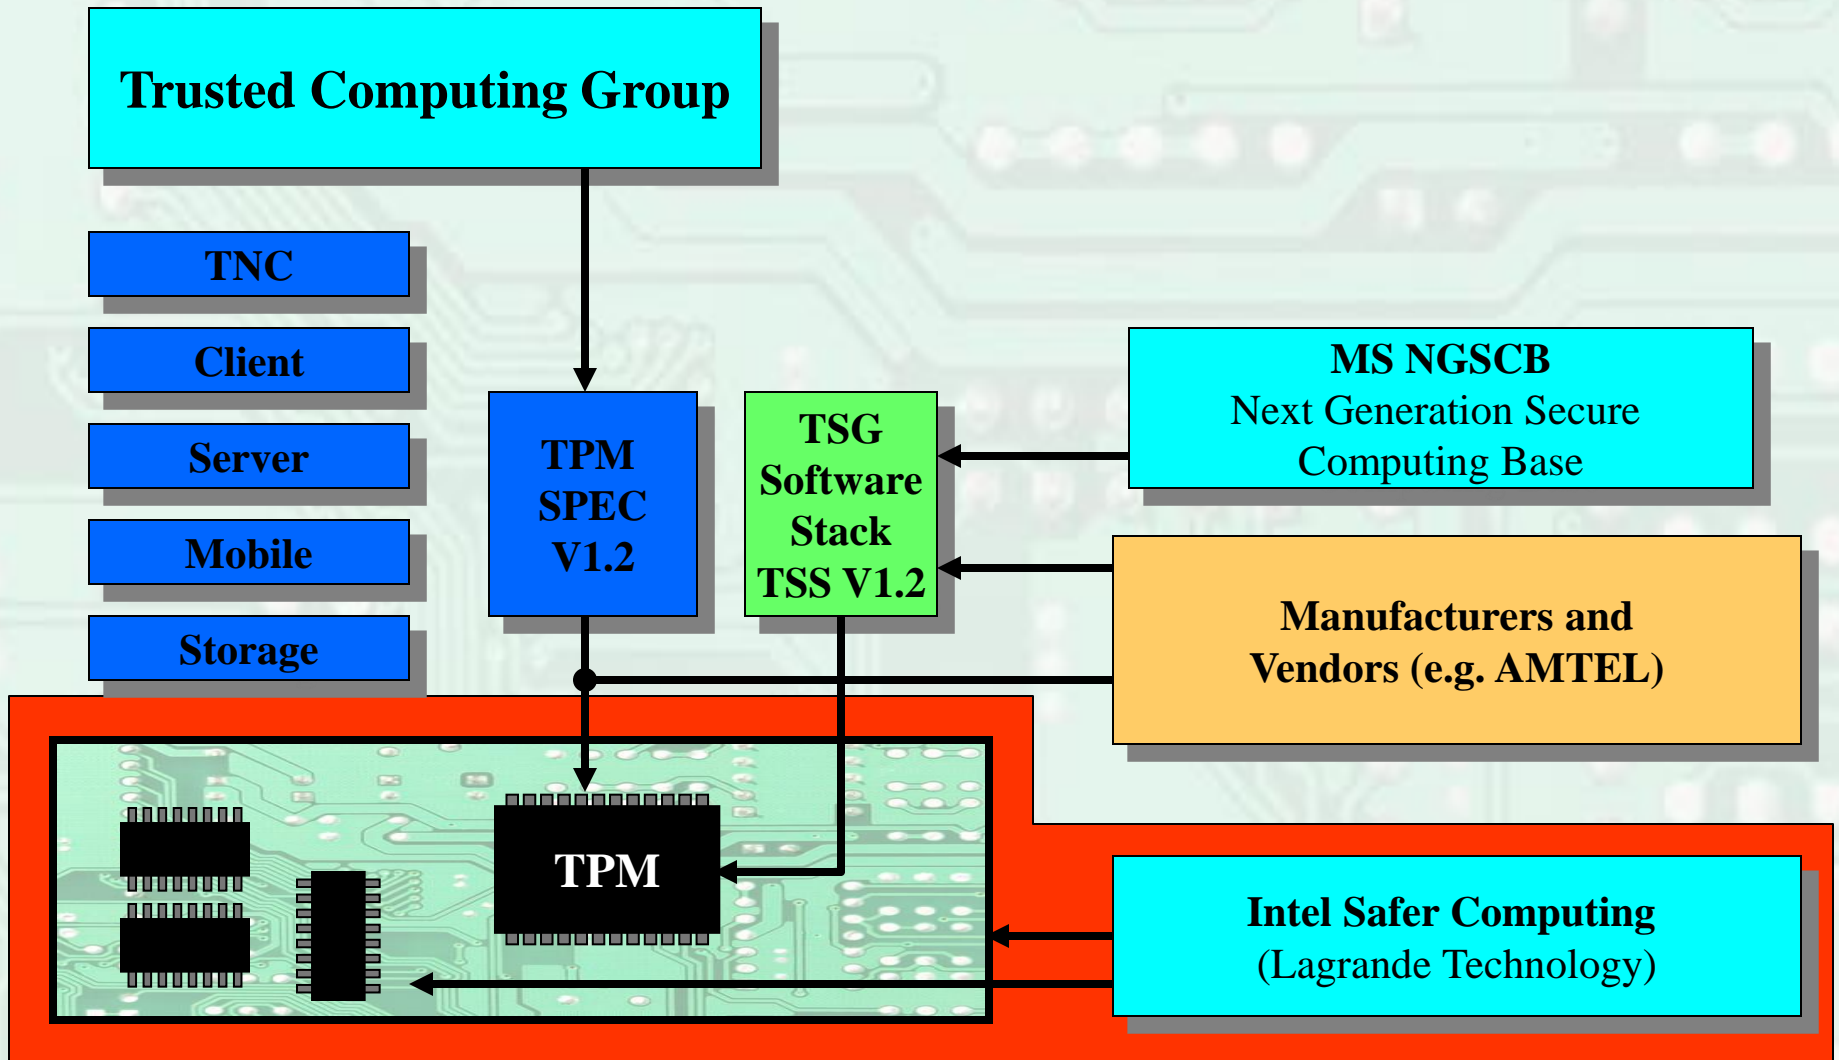 Trusted Computing Group
TNC
Client
Server
Mobile
Storage
TPM
SPEC
V1.2
TSG
Software
Stack
TSS V1.2
MS NGSCB
Next Generation Secure
Computing Base
Manufacturers and
Vendors (e.g. AMTEL)
TPM
Intel Safer Computing
(Lagrande Technology)